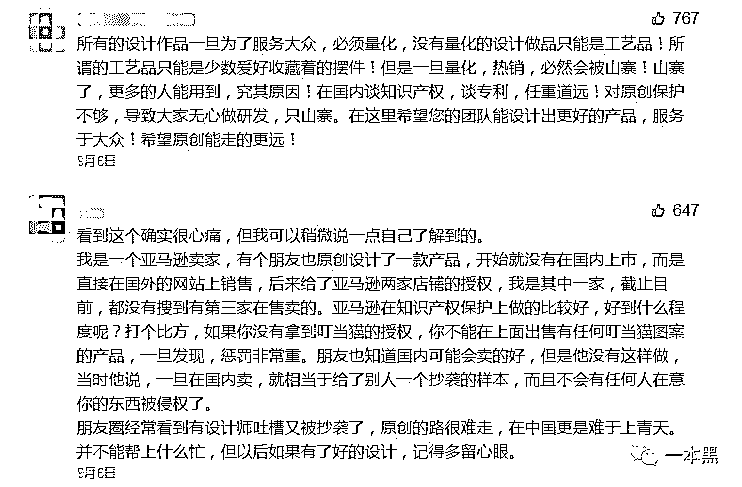 767
所有的设计作品一旦为了服务大众，必须量化，没有量化的设计做品只能是工艺品！所
谓的工艺品只能是少数爱好收藏着的摆件！但是一旦量化，热销，必然会被山寨！山寨
了，更多的人能用到，究其原因！在国内谈知识产权，谈专利，任重道远！对原创保护
不够，导致大家无心做研发，只山寨。在这里希望您的团队能设计出更好的产品，服务
于大众！希望原创能走的更远！
9月6日
647
看到这个确实很心痛，但我可以稍微说一点自己了解到的。
我是一个亚马逊卖家，有个朋友也原创设计了一款产品，开始就没有在国内上市，而是
直接在国外的网站上销售，后来给了亚马逊两家店铺的授权，我是其中一家，截止目
前，都没有搜到有第三家在售卖的。亚马逊在知识产权保护上做的比较好，好到什么程
度呢？打个比方，如果你没有拿到叮当猫的授权，你不能在上面出售有任何叮当猫图案
的产品，一旦发现，惩罚非常重。朋友也知道国内可能会卖的好，但是他没有这样做，
当时他说，一旦在国内卖，就相当于给了别人一个抄袭的样本，而且不会有任何人在意
你的东西被侵权了。
朋友圈经常看到有设计师吐槽又被抄袭了，原创的路很难走，在中国更是难于上青天。
并不能帮上什么忙，但以后如果有了好的设计，记得多留心眼。
9月6日
一本黑